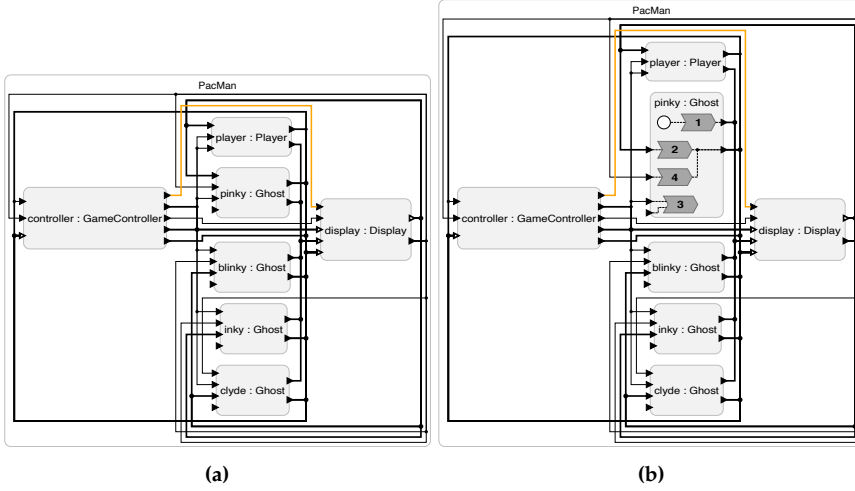 PacMan
player : Player
pinky : Ghost
controller : GameController
display : Display
blinky : Ghost
inky : Ghost
clyde : Ghost
(a)
PacMan
player : Player
pinky : Ghost
1
2
4
3
controller : GameController
display : Display
blinky : Ghost
inky : Ghost
clyde : Ghost
(b)